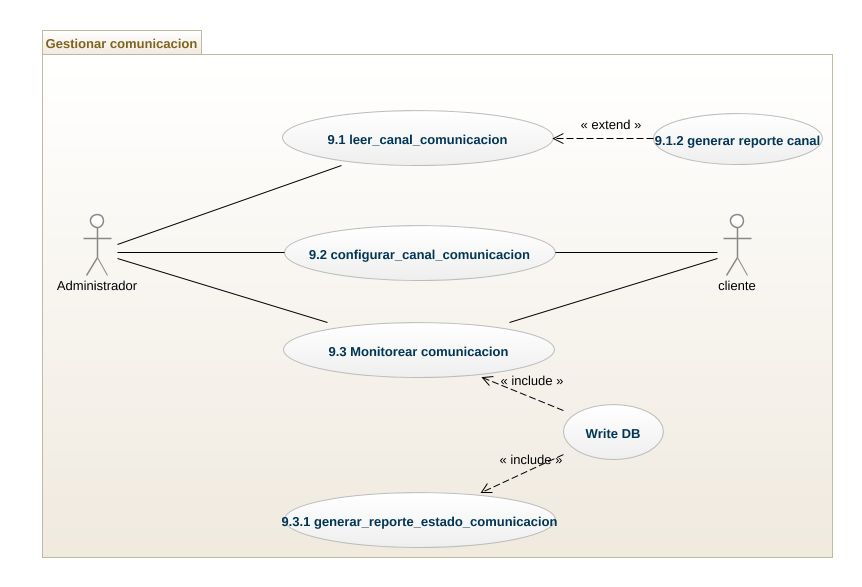 Gestionar comunicacion
« extend »
9.1 leer_canal_comunicacion
9.1.2 generar reporte canal
9.2 configurar_canal_comunicacion
Administrador
cliente
9.3 Monitorear comunicacion
« include »
Write DB
« include »
9.3.1 generar_reporte_estado_comunicacion